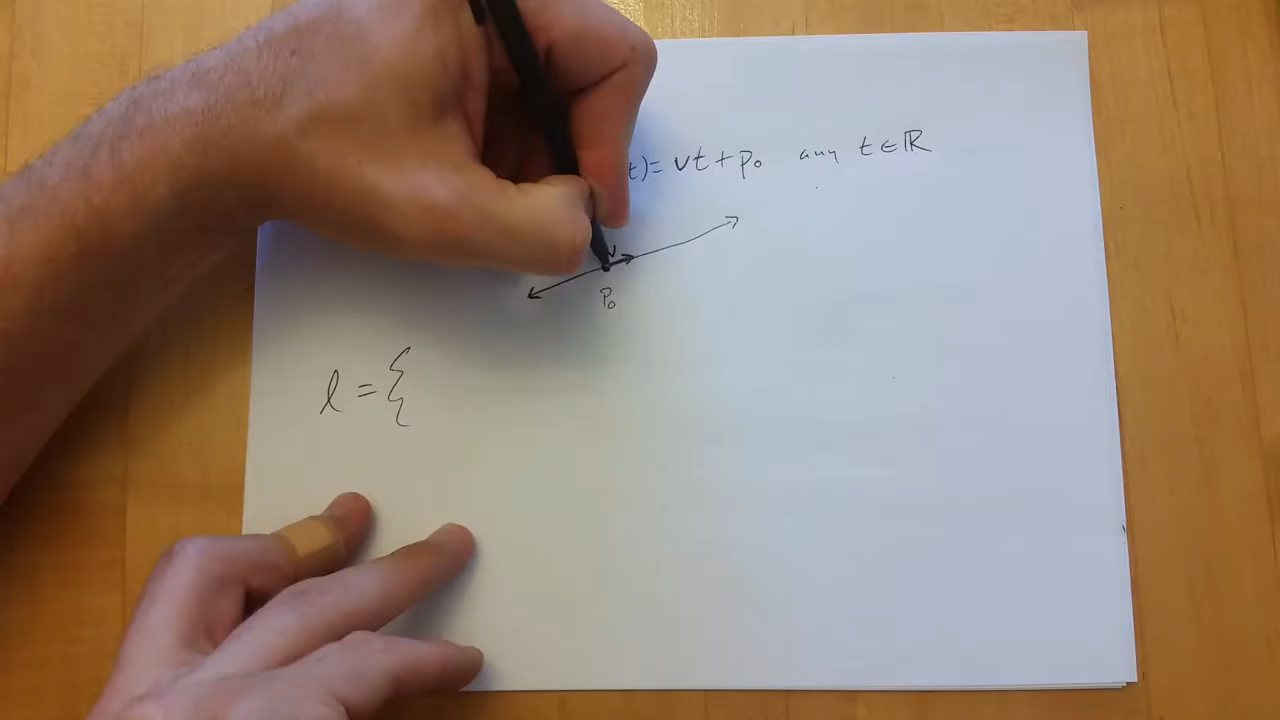 t)= vt + p₀ any t ∈ ℝ
v
p₀
l = {